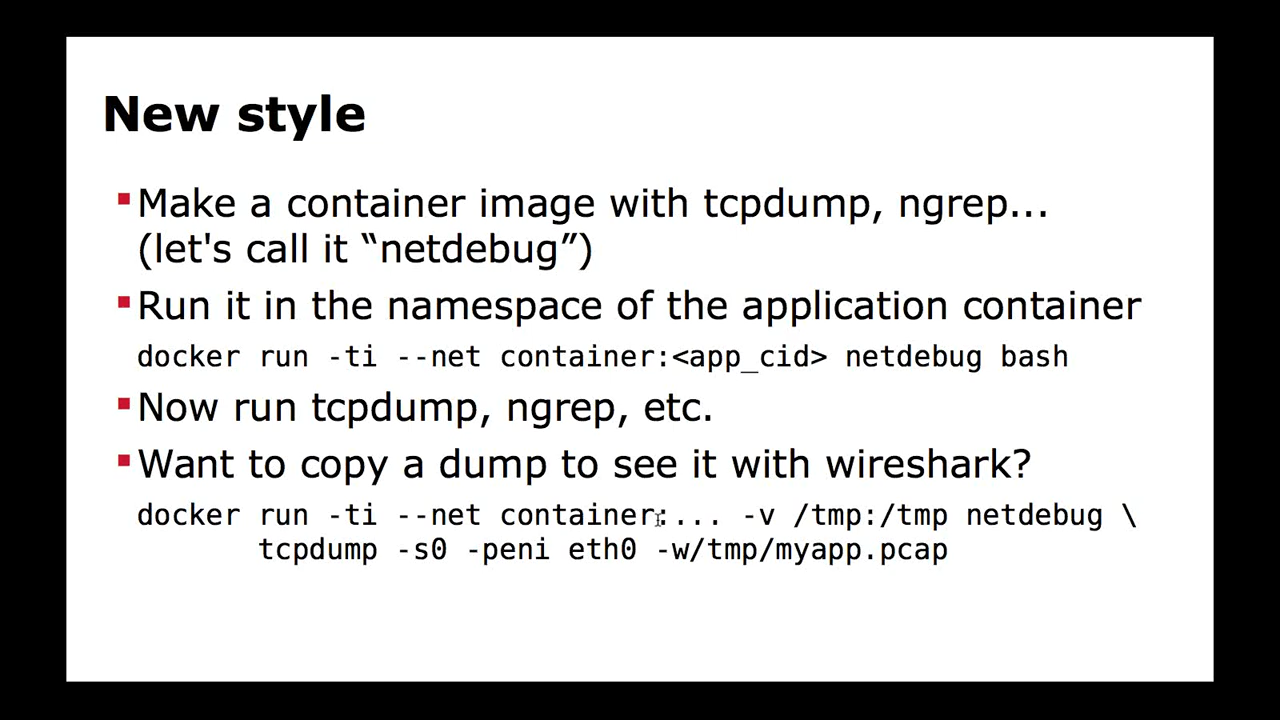 New style
Make a container image with tcpdump, ngrep...
(let's call it “netdebug”)
Run it in the namespace of the application container
docker run -ti --net container:<app_cid> netdebug bash
Now run tcpdump, ngrep, etc.
Want to copy a dump to see it with wireshark?
docker run -ti --net container:... -v /tmp:/tmp netdebug \
tcpdump -s0 -peni eth0 -w/tmp/myapp.pcap